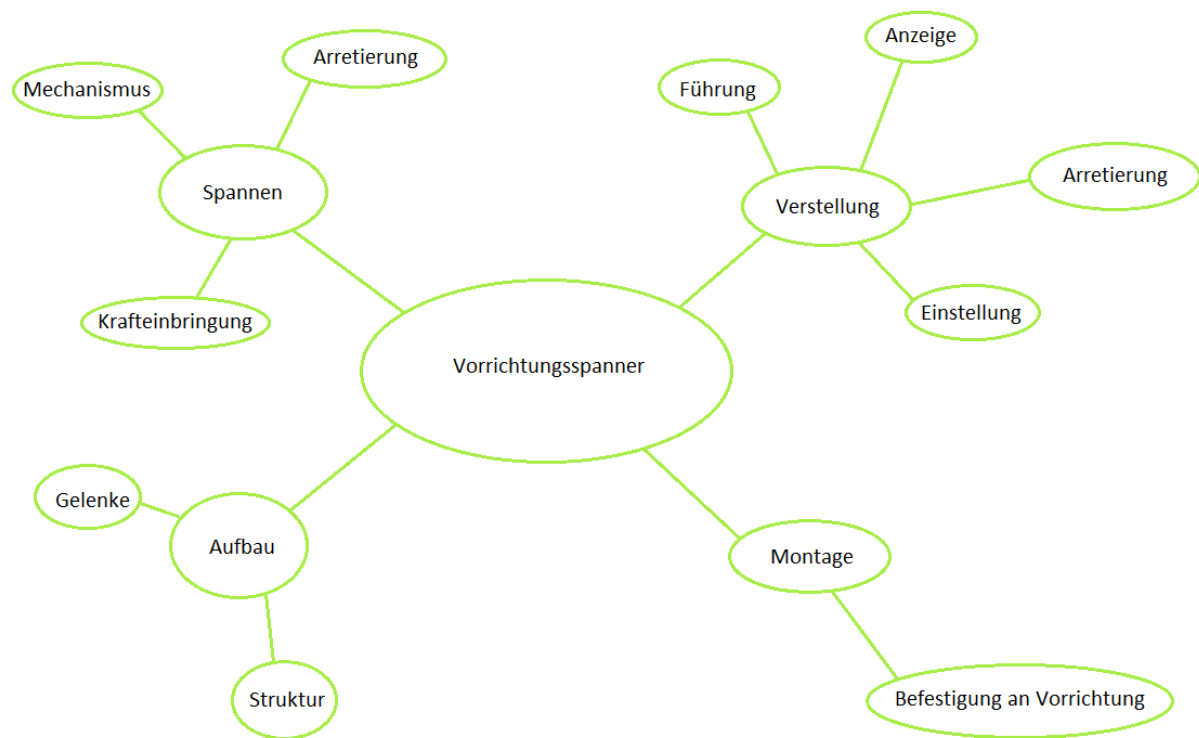 Anzeige
Arretierung
Mechanismus
Führung
Arretierung
Spannen
Verstellung
Krafteinbringung
Einstellung
Vorrichtungsspanner
Gelenke
Aufbau
Montage
Struktur
Befestigung an Vorrichtung